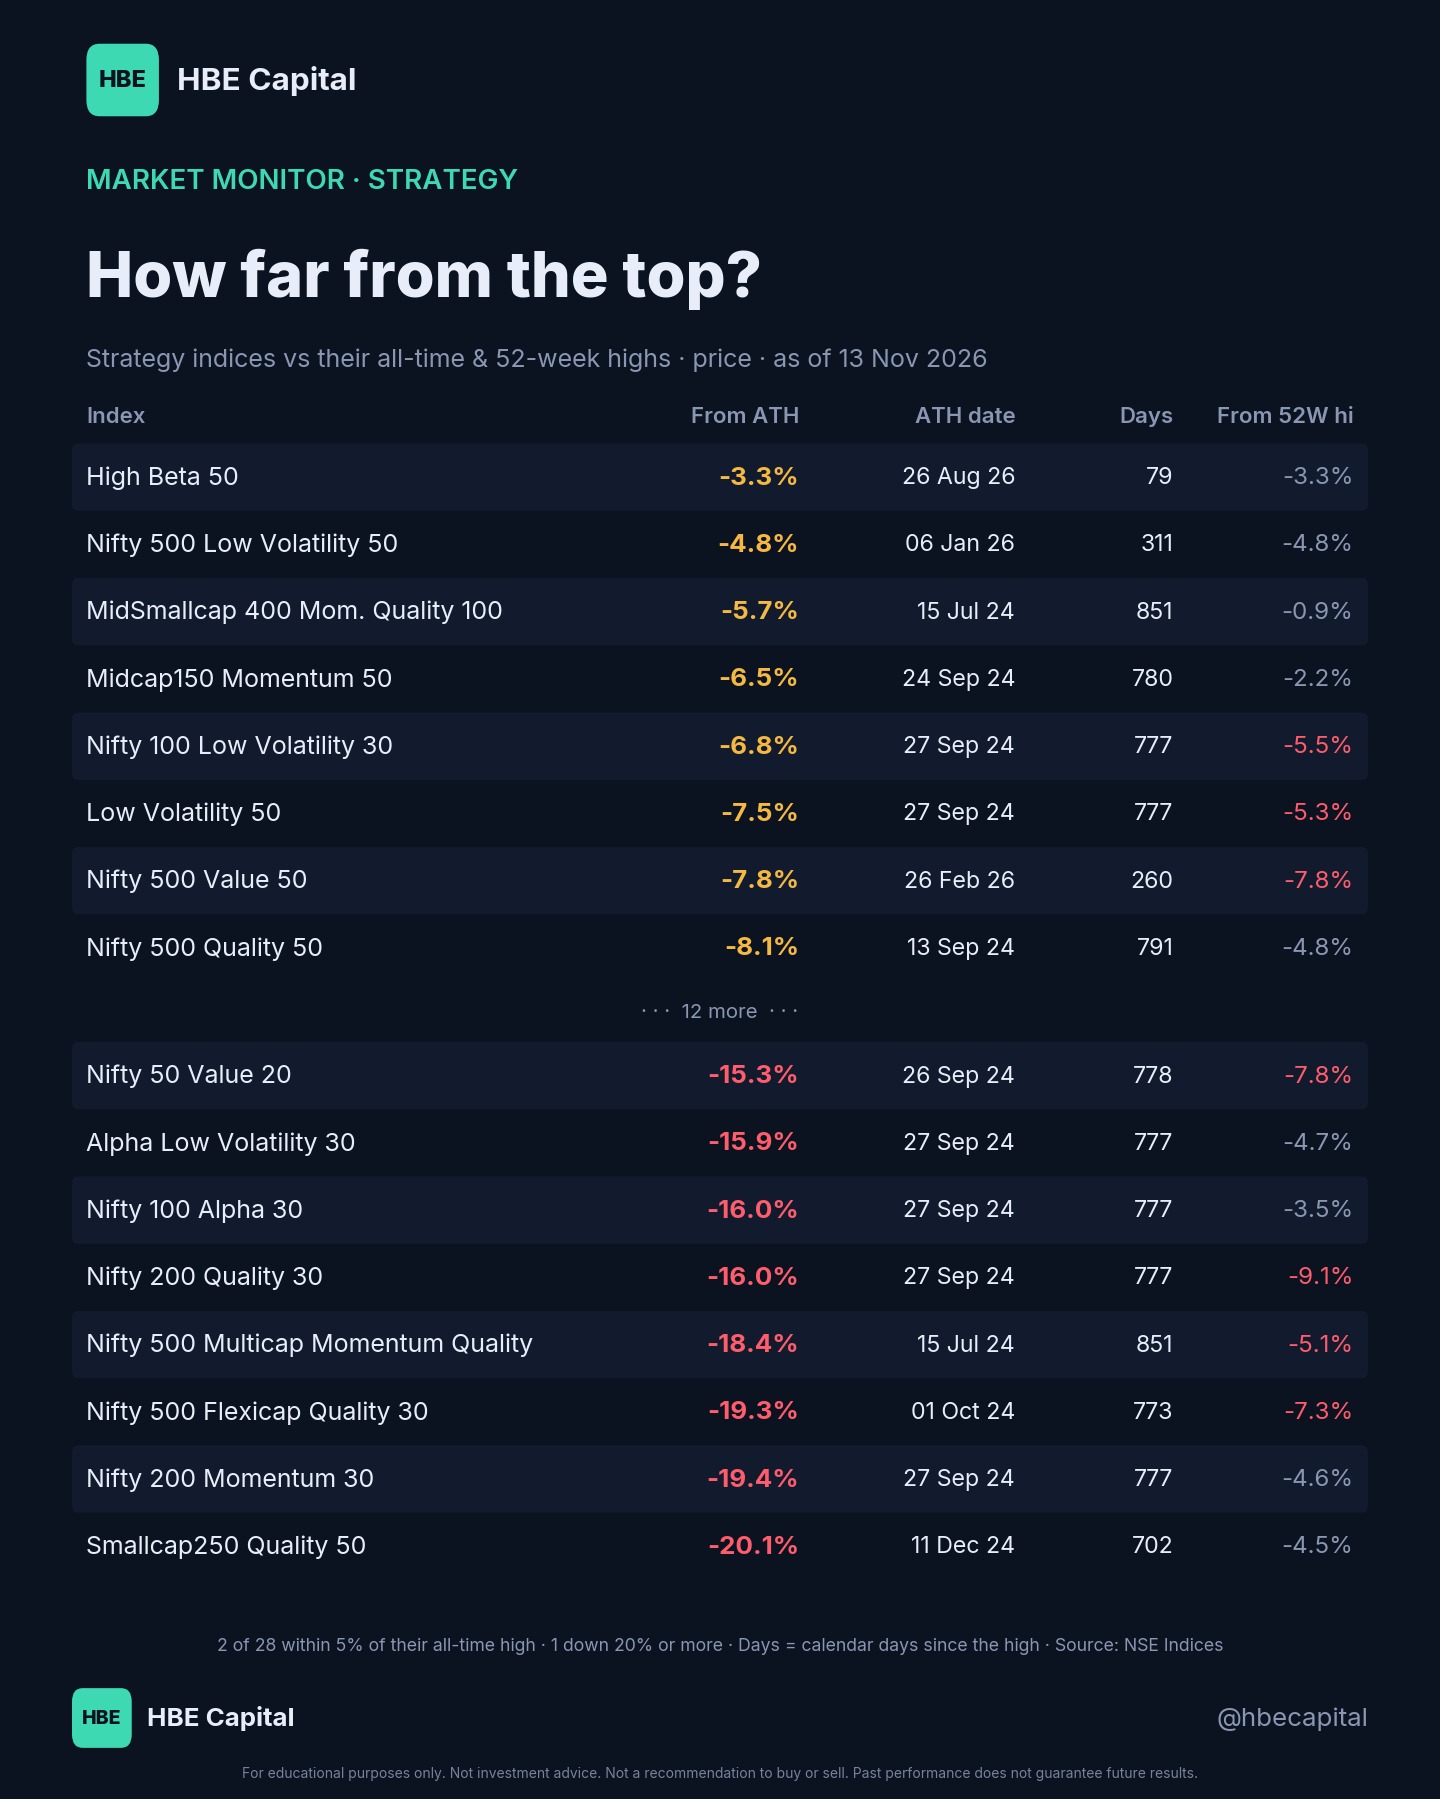 HBE HBE Capital
MARKET MONITOR · STRATEGY
How far from the top?
Strategy indices vs their all-time & 52-week highs · price · as of 13 Nov 2026
Index From ATH ATH date Days From 52W hi
High Beta 50 -3.3% 26 Aug 26 79 -3.3%
Nifty 500 Low Volatility 50 -4.8% 06 Jan 26 311 -4.8%
MidSmallcap 400 Mom. Quality 100 -5.7% 15 Jul 24 851 -0.9%
Midcap150 Momentum 50 -6.5% 24 Sep 24 780 -2.2%
Nifty 100 Low Volatility 30 -6.8% 27 Sep 24 777 -5.5%
Low Volatility 50 -7.5% 27 Sep 24 777 -5.3%
Nifty 500 Value 50 -7.8% 26 Feb 26 260 -7.8%
Nifty 500 Quality 50 -8.1% 13 Sep 24 791 -4.8%
· · · 12 more · · ·
Nifty 50 Value 20 -15.3% 26 Sep 24 778 -7.8%
Alpha Low Volatility 30 -15.9% 27 Sep 24 777 -4.7%
Nifty 100 Alpha 30 -16.0% 27 Sep 24 777 -3.5%
Nifty 200 Quality 30 -16.0% 27 Sep 24 777 -9.1%
Nifty 500 Multicap Momentum Quality -18.4% 15 Jul 24 851 -5.1%
Nifty 500 Flexicap Quality 30 -19.3% 01 Oct 24 773 -7.3%
Nifty 200 Momentum 30 -19.4% 27 Sep 24 777 -4.6%
Smallcap250 Quality 50 -20.1% 11 Dec 24 702 -4.5%
2 of 28 within 5% of their all-time high · 1 down 20% or more · Days = calendar days since the high · Source: NSE Indices
HBE HBE Capital @hbecapital
For educational purposes only. Not investment advice. Not a recommendation to buy or sell. Past performance does not guarantee future results.